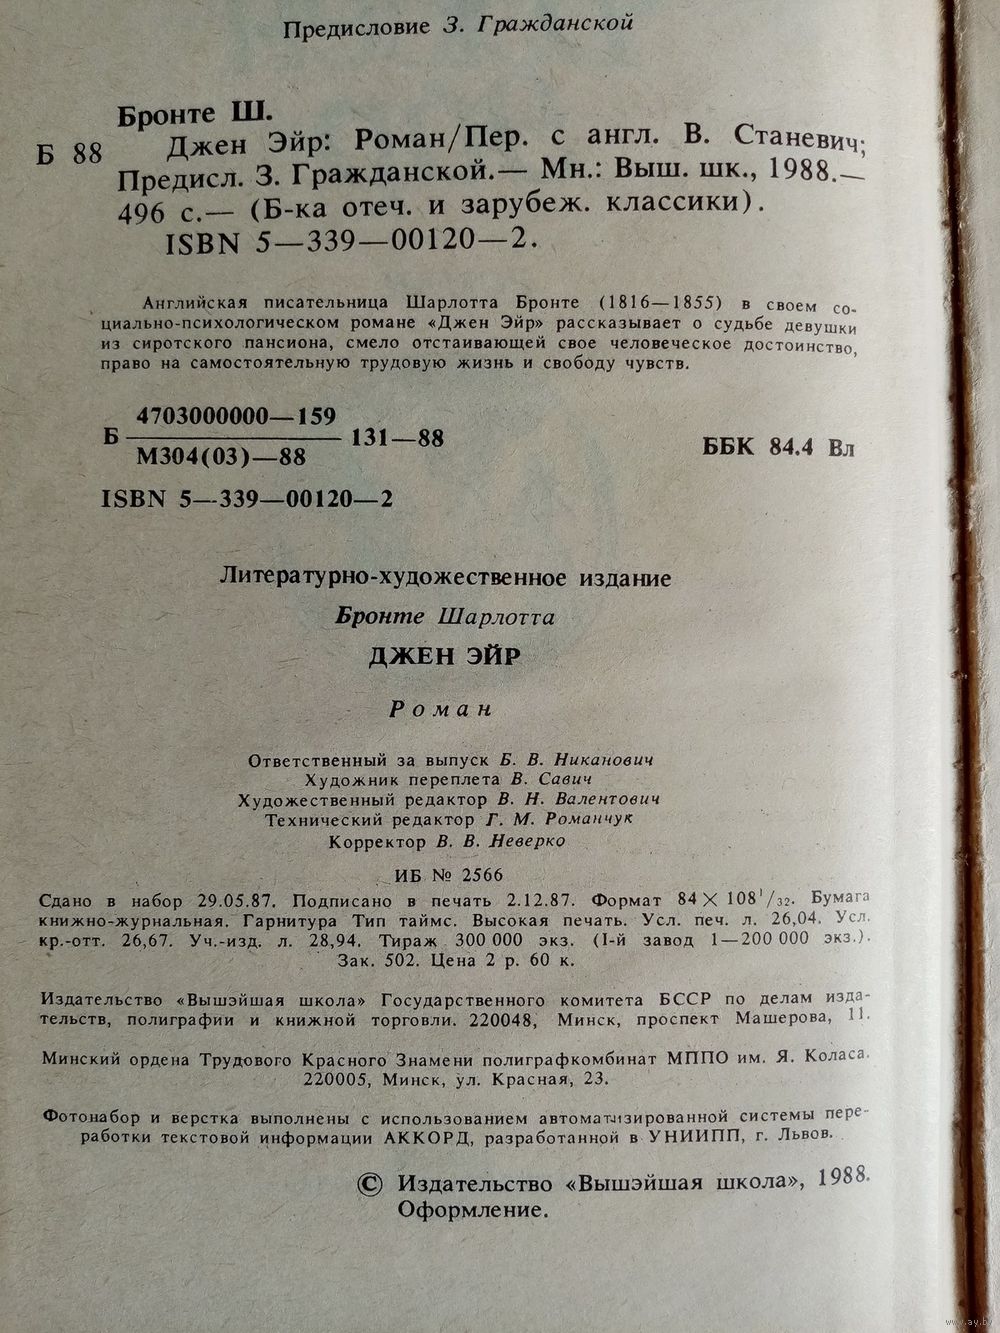 Предисловие З. Гражданской
Бронте Ш.
Б 88 Джен Эйр: Роман/Пер. с англ. В. Станевич;
Предисл. З. Гражданской.— Мн.: Выш. шк., 1988.—
496 с.— (Б-ка отеч. и зарубеж. классики).
ISBN 5—339—00120—2.
Английская писательница Шарлотта Бронте (1816—1855) в своем со-
циально-психологическом романе «Джен Эйр» рассказывает о судьбе девушки
из сиротского пансиона, смело отстаивающей свое человеческое достоинство,
право на самостоятельную трудовую жизнь и свободу чувств.
4703000000—159
Б 131—88
М304(03)—88
ББК 84.4 Вл
ISBN 5—339—00120—2
Литературно-художественное издание
Бронте Шарлотта
ДЖЕН ЭЙР
Роман
Ответственный за выпуск Б. В. Никанович
Художник переплета В. Савич
Художественный редактор В. Н. Валентович
Технический редактор Г. М. Романчук
Корректор В. В. Неверко
ИБ № 2566
Сдано в набор 29.05.87. Подписано в печать 2.12.87. Формат 84×108¹/₃₂. Бумага
книжно-журнальная. Гарнитура Тип таймс. Высокая печать. Усл. печ. л. 26,04. Усл.
кр.-отт. 26,67. Уч.-изд. л. 28,94. Тираж 300 000 экз. (I-й завод 1—200 000 экз.).
Зак. 502. Цена 2 р. 60 к.
Издательство «Вышэйшая школа» Государственного комитета БССР по делам изда-
тельств, полиграфии и книжной торговли. 220048, Минск, проспект Машерова, 11.
Минский ордена Трудового Красного Знамени полиграфкомбинат МППО им. Я. Коласа.
220005, Минск, ул. Красная, 23.
Фотонабор и верстка выполнены с использованием автоматизированной системы пере-
работки текстовой информации АККОРД, разработанной в УНИИПП, г. Львов.
© Издательство «Вышэйшая школа», 1988.
Оформление.
www.ay.by